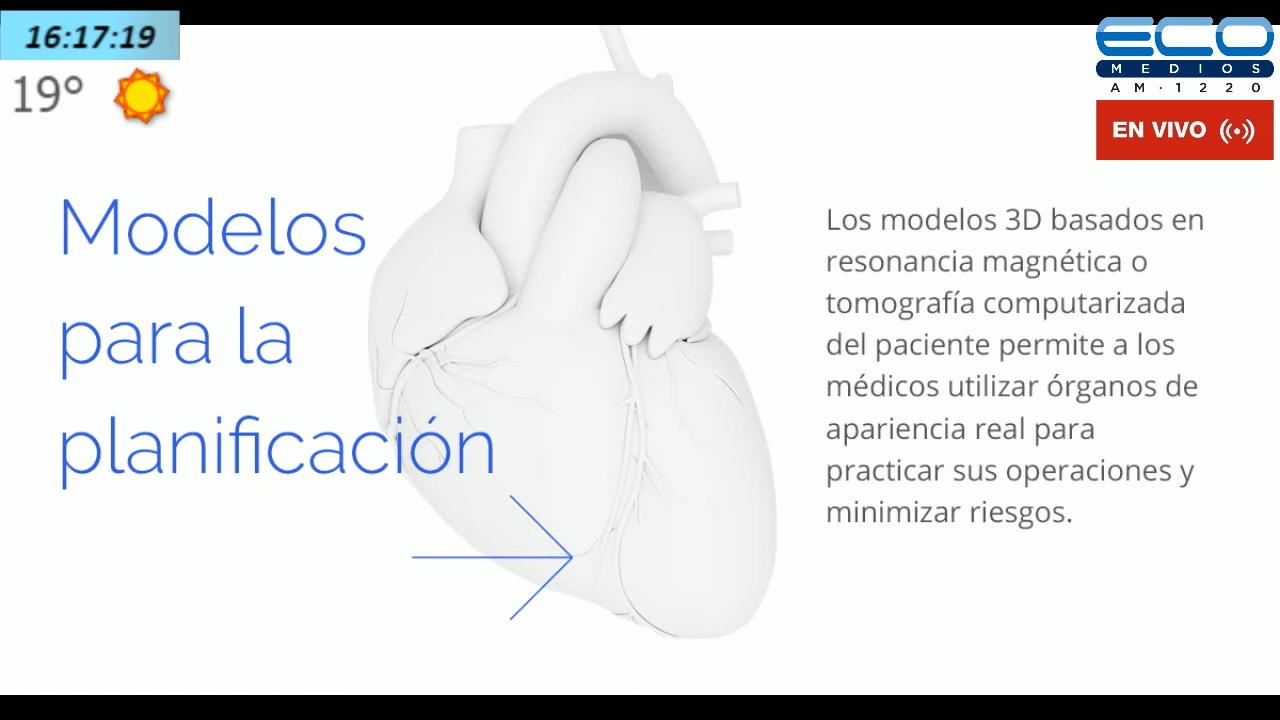 16:17:19
19°
ECO
MEDIOS
AM·1220
EN VIVO
Modelos
para la
planificación
Los modelos 3D basados en
resonancia magnética o
tomografía computarizada
del paciente permite a los
médicos utilizar órganos de
apariencia real para
practicar sus operaciones y
minimizar riesgos.